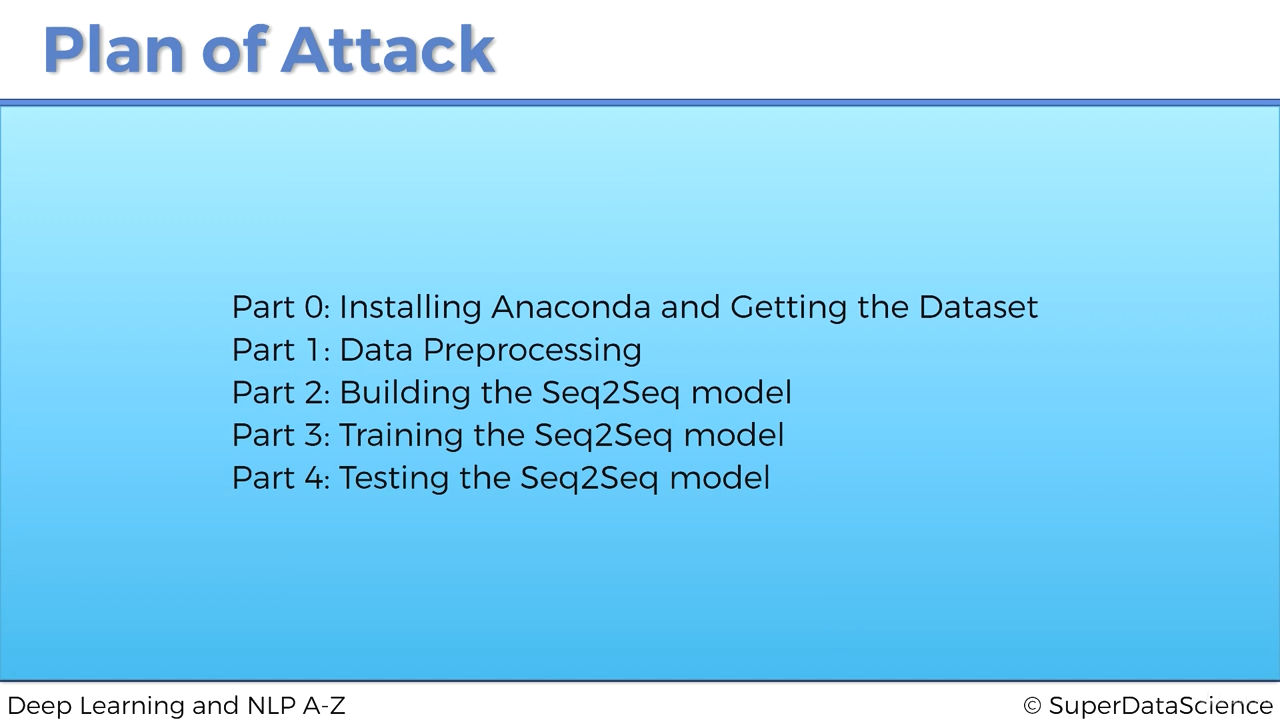 Plan of Attack
Part 0: Installing Anaconda and Getting the Dataset
Part 1: Data Preprocessing
Part 2: Building the Seq2Seq model
Part 3: Training the Seq2Seq model
Part 4: Testing the Seq2Seq model
Deep Learning and NLP A-Z
© SuperDataScience